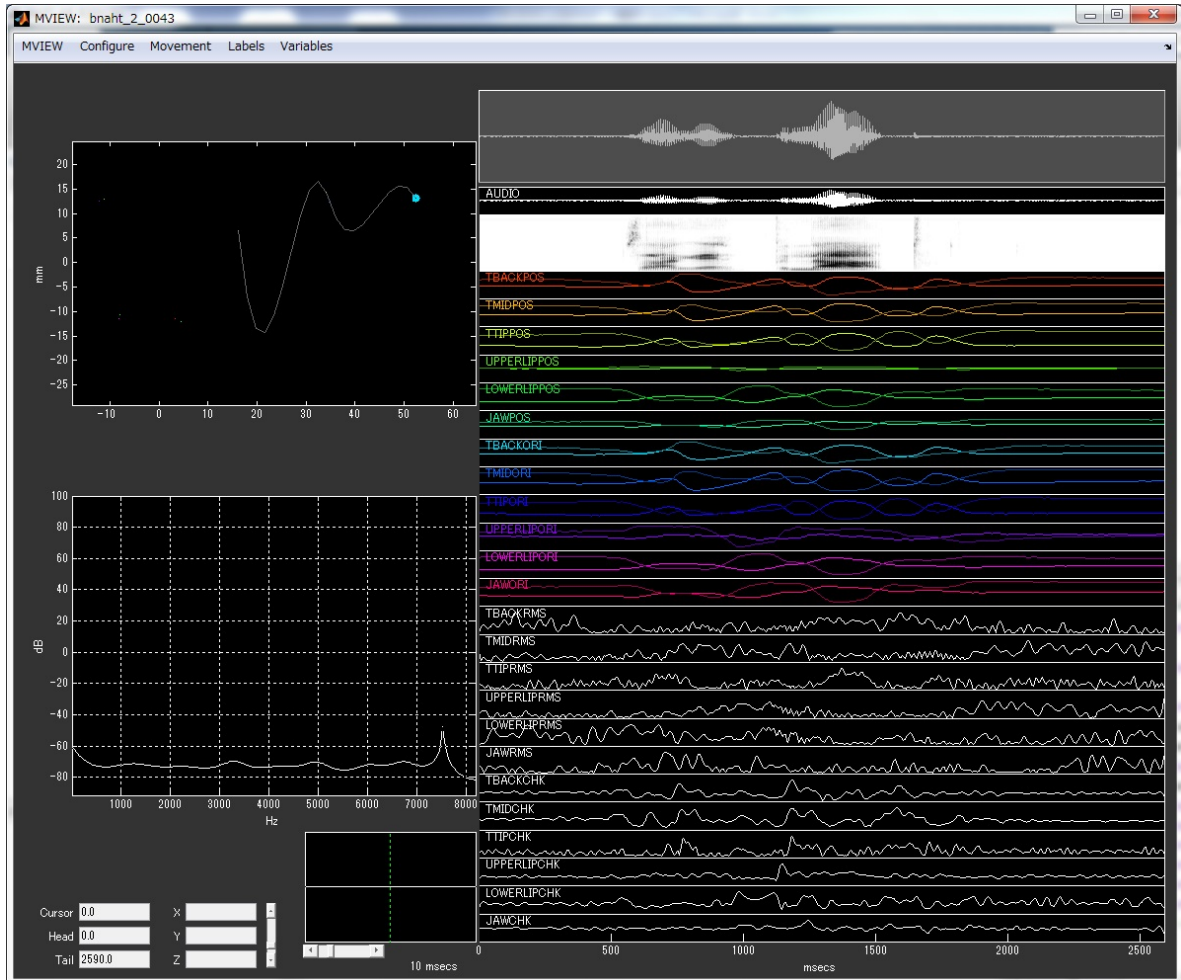 MVIEW: bnaht_2_0043
MVIEW Configure Movement Labels Variables
20
15
10
5
0
-5
-10
-15
-20
-25
mm
-10 0 10 20 30 40 50 60
100
80
60
40
20
0
-20
-40
-60
-80
dB
1000 2000 3000 4000 5000 6000 7000 8000
Hz
Cursor 0.0 X
Head 0.0 Y
Tail 2590.0 Z
10 msecs
AUDIO
TBACKPOS
TMIDPOS
TTIPPOS
UPPERLIPPOS
LOWERLIPPOS
JAWPOS
TBACKORI
TMIDORI
TTIPORI
UPPERLIPORI
LOWERLIPORI
JAWORI
TBACKRMS
TMIDRMS
TTIPRMS
UPPERLIPRMS
LOWERLIPRMS
JAWRMS
TBACKCHK
TMIDCHK
TTIPCHK
UPPERLIPCHK
LOWERLIPCHK
JAWCHK
0 500 1000 1500 2000 2500
msecs